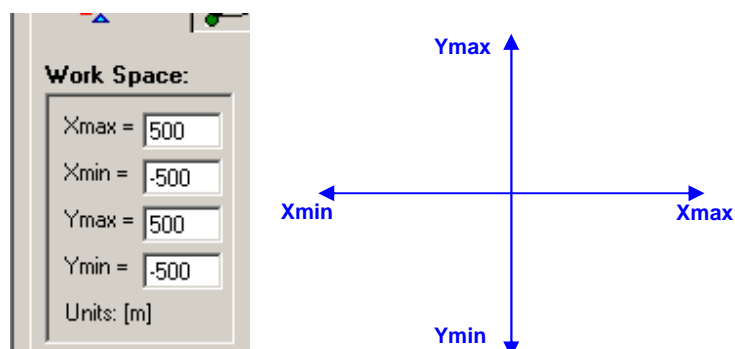 Work Space:
Xmax = 500
Xmin = -500
Ymax = 500
Ymin = -500
Units: [m]
Ymax
Xmin
Xmax
Ymin